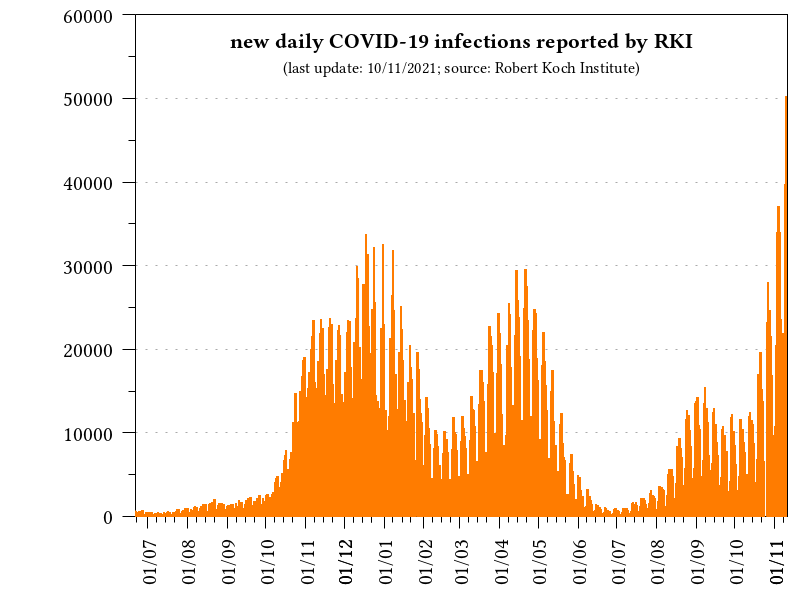 new daily COVID-19 infections reported by RKI
(last update: 10/11/2021; source: Robert Koch Institute)
60000
50000
40000
30000
20000
10000
0
01/07 01/08 01/09 01/10 01/11 01/12 01/01 01/02 01/03 01/04 01/05 01/06 01/07 01/08 01/09 01/10 01/11